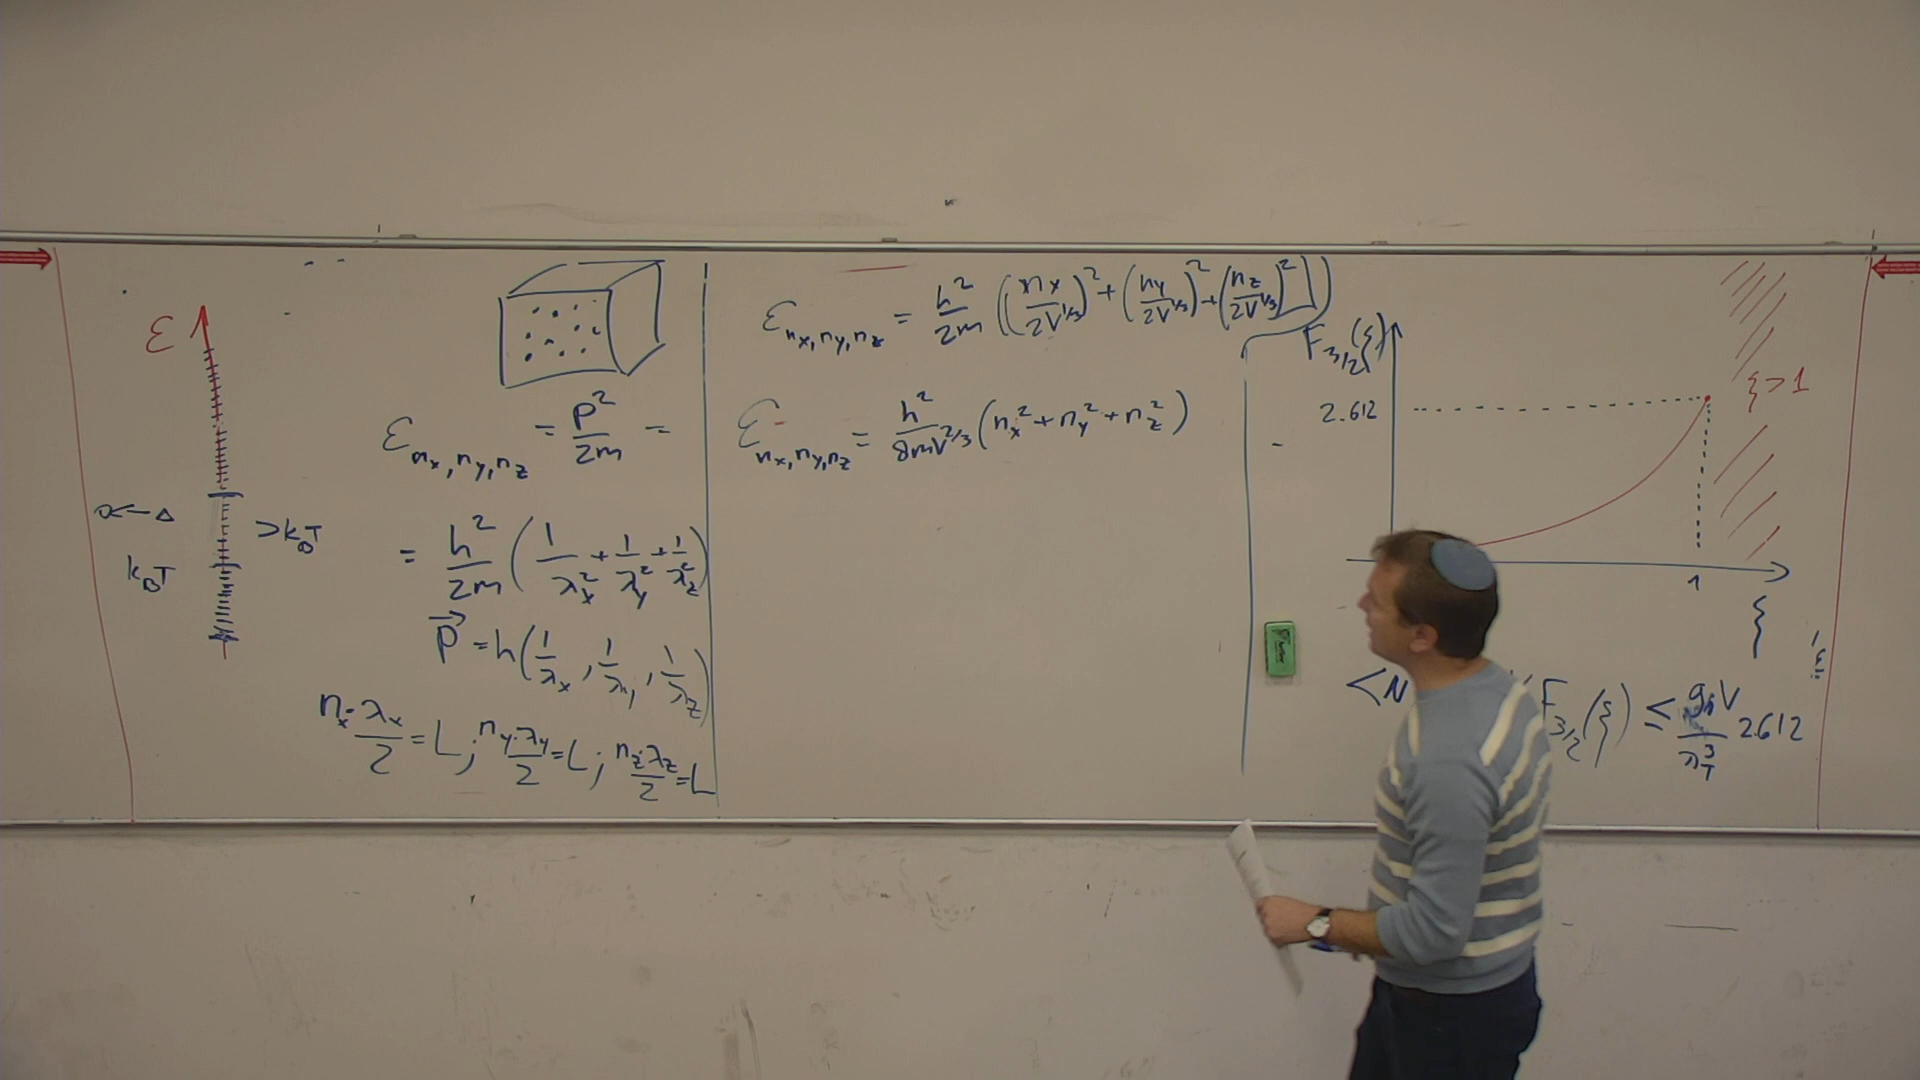 ε
α ← Δ
> k_B T
k_B T
ε_{n_x, n_y, n_z} = p²/2m =
= h²/2m (1/λ_x² + 1/λ_y² + 1/λ_z²)
p⃗ = h(1/λ_x, 1/λ_y, 1/λ_z)
n_x·λ_x/2 = L; n_y·λ_y/2 = L; n_z·λ_z/2 = L
ε_{n_x, n_y, n_z} = h²/2m ((n_x/2V^{1/3})² + (n_y/2V^{1/3})² + (n_z/2V^{1/3})²)
ε_{n_x, n_y, n_z} = h²/8mV^{2/3} (n_x² + n_y² + n_z²)
F_{3/2}(ξ)
2.612
ξ > 1
1
ξ
<N F_{3/2}(ξ) ≤ V/λ_T³ 2.612